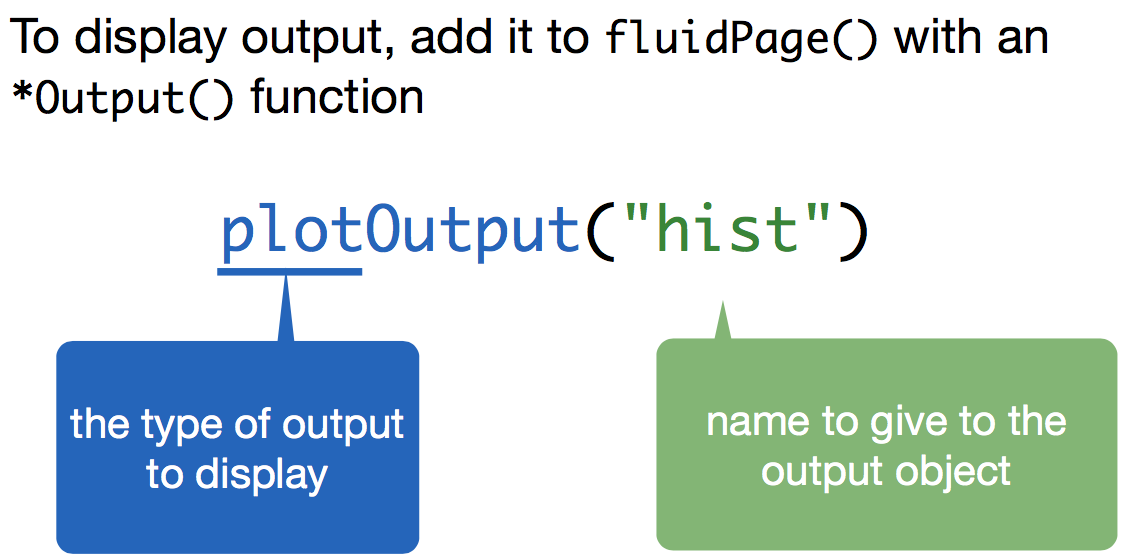 To display output, add it to fluidPage() with an
*Output() function
plotOutput("hist")
the type of output
to display
name to give to the
output object